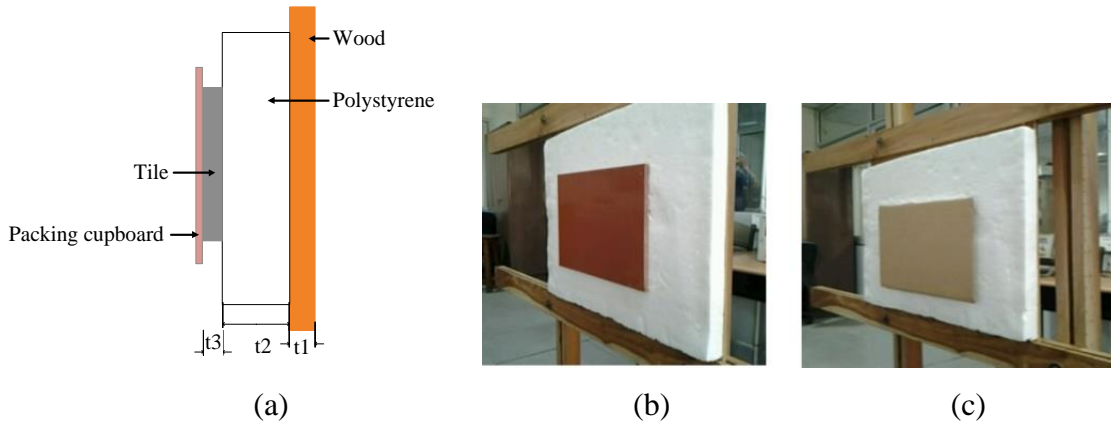 Wood
Polystyrene
Tile
Packing cupboard
t3
t2
t1
(a)
(b)
(c)